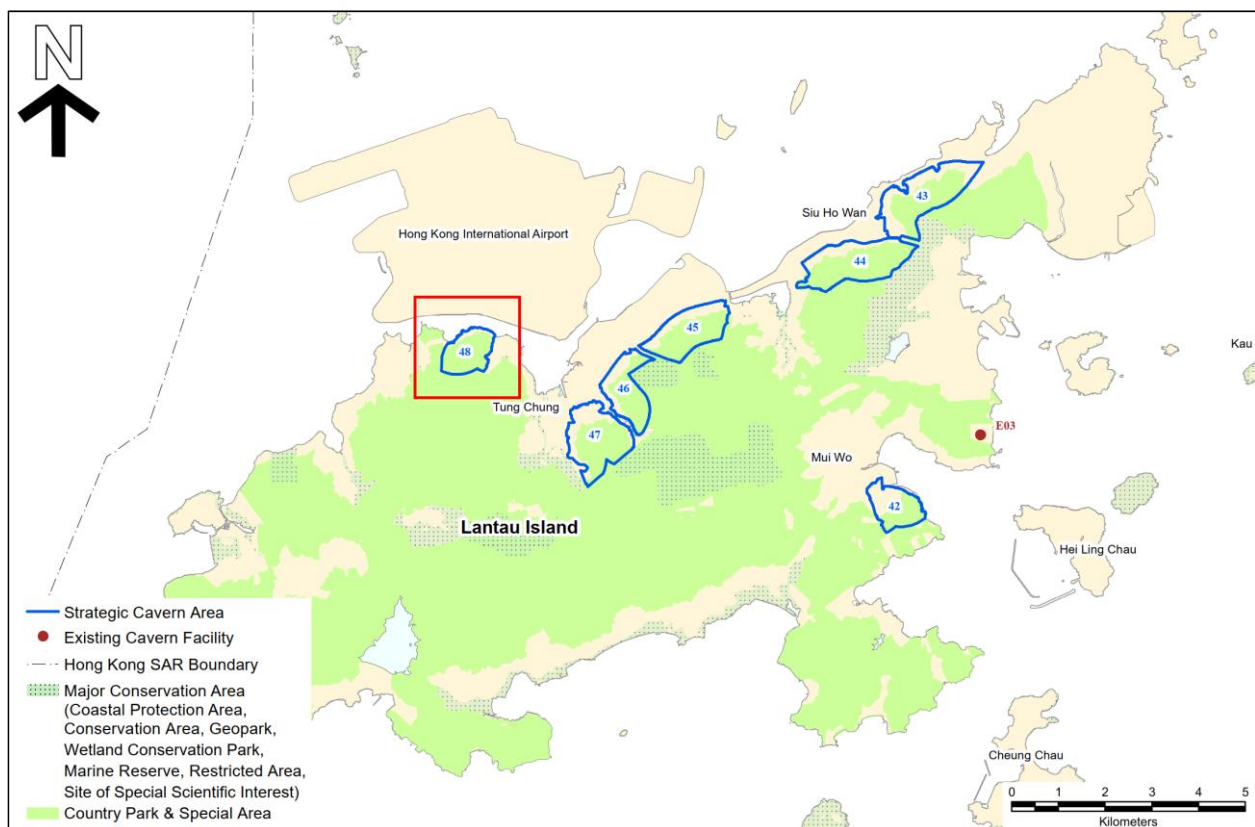 N
Hong Kong International Airport
Siu Ho Wan
43
44
45
48
46
Tung Chung
47
Kau
E03
Mui Wo
42
Lantau Island
Hei Ling Chau
Cheung Chau
Strategic Cavern Area
Existing Cavern Facility
Hong Kong SAR Boundary
Major Conservation Area
(Coastal Protection Area,
Conservation Area, Geopark,
Wetland Conservation Park,
Marine Reserve, Restricted Area,
Site of Special Scientific Interest)
Country Park & Special Area
0 1 2 3 4 5
Kilometers